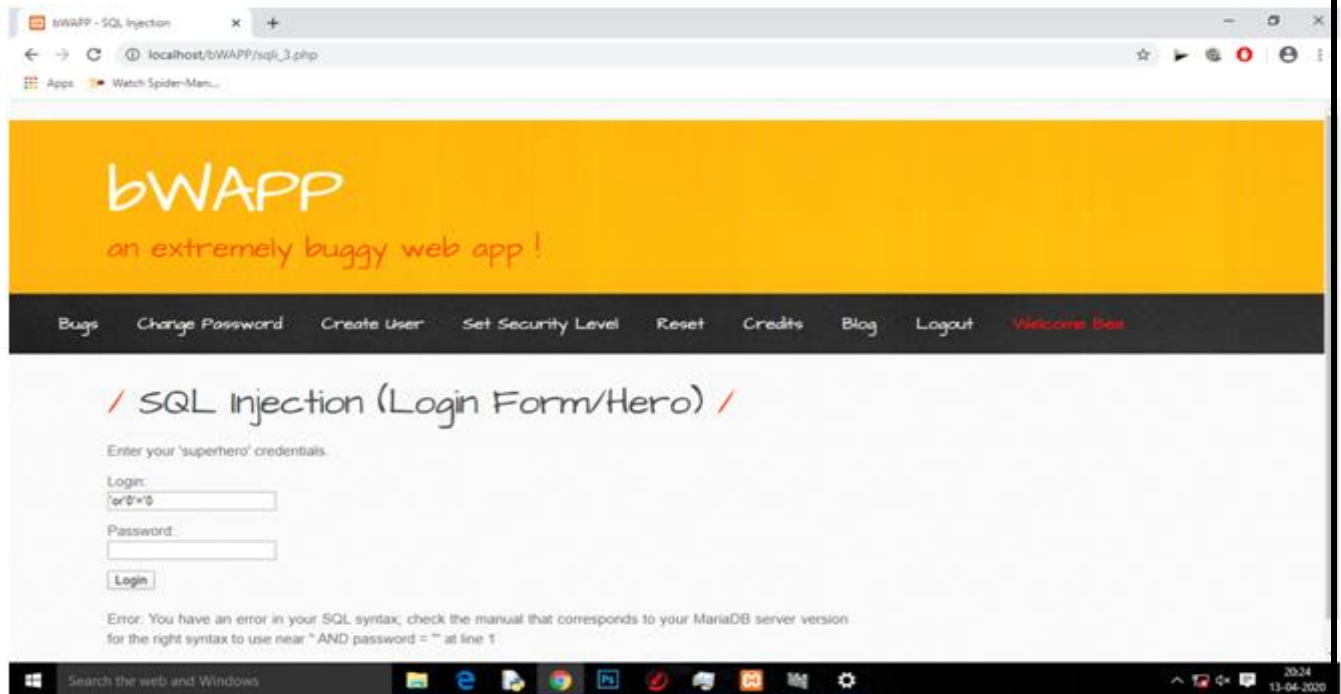 bWAPP - SQL Injection
localhost/bWAPP/sqli_3.php
Apps Watch Spider-Man...
bWAPP
an extremely buggy web app !
Bugs Change Password Create User Set Security Level Reset Credits Blog Logout Welcome Bee
/ SQL Injection (Login Form/Hero) /
Enter your 'superhero' credentials.
Login:
'or'0'='0
Password:
Login
Error: You have an error in your SQL syntax; check the manual that corresponds to your MariaDB server version
for the right syntax to use near '' AND password = ''' at line 1
Search the web and Windows
Ps
20:24
13-04-2020